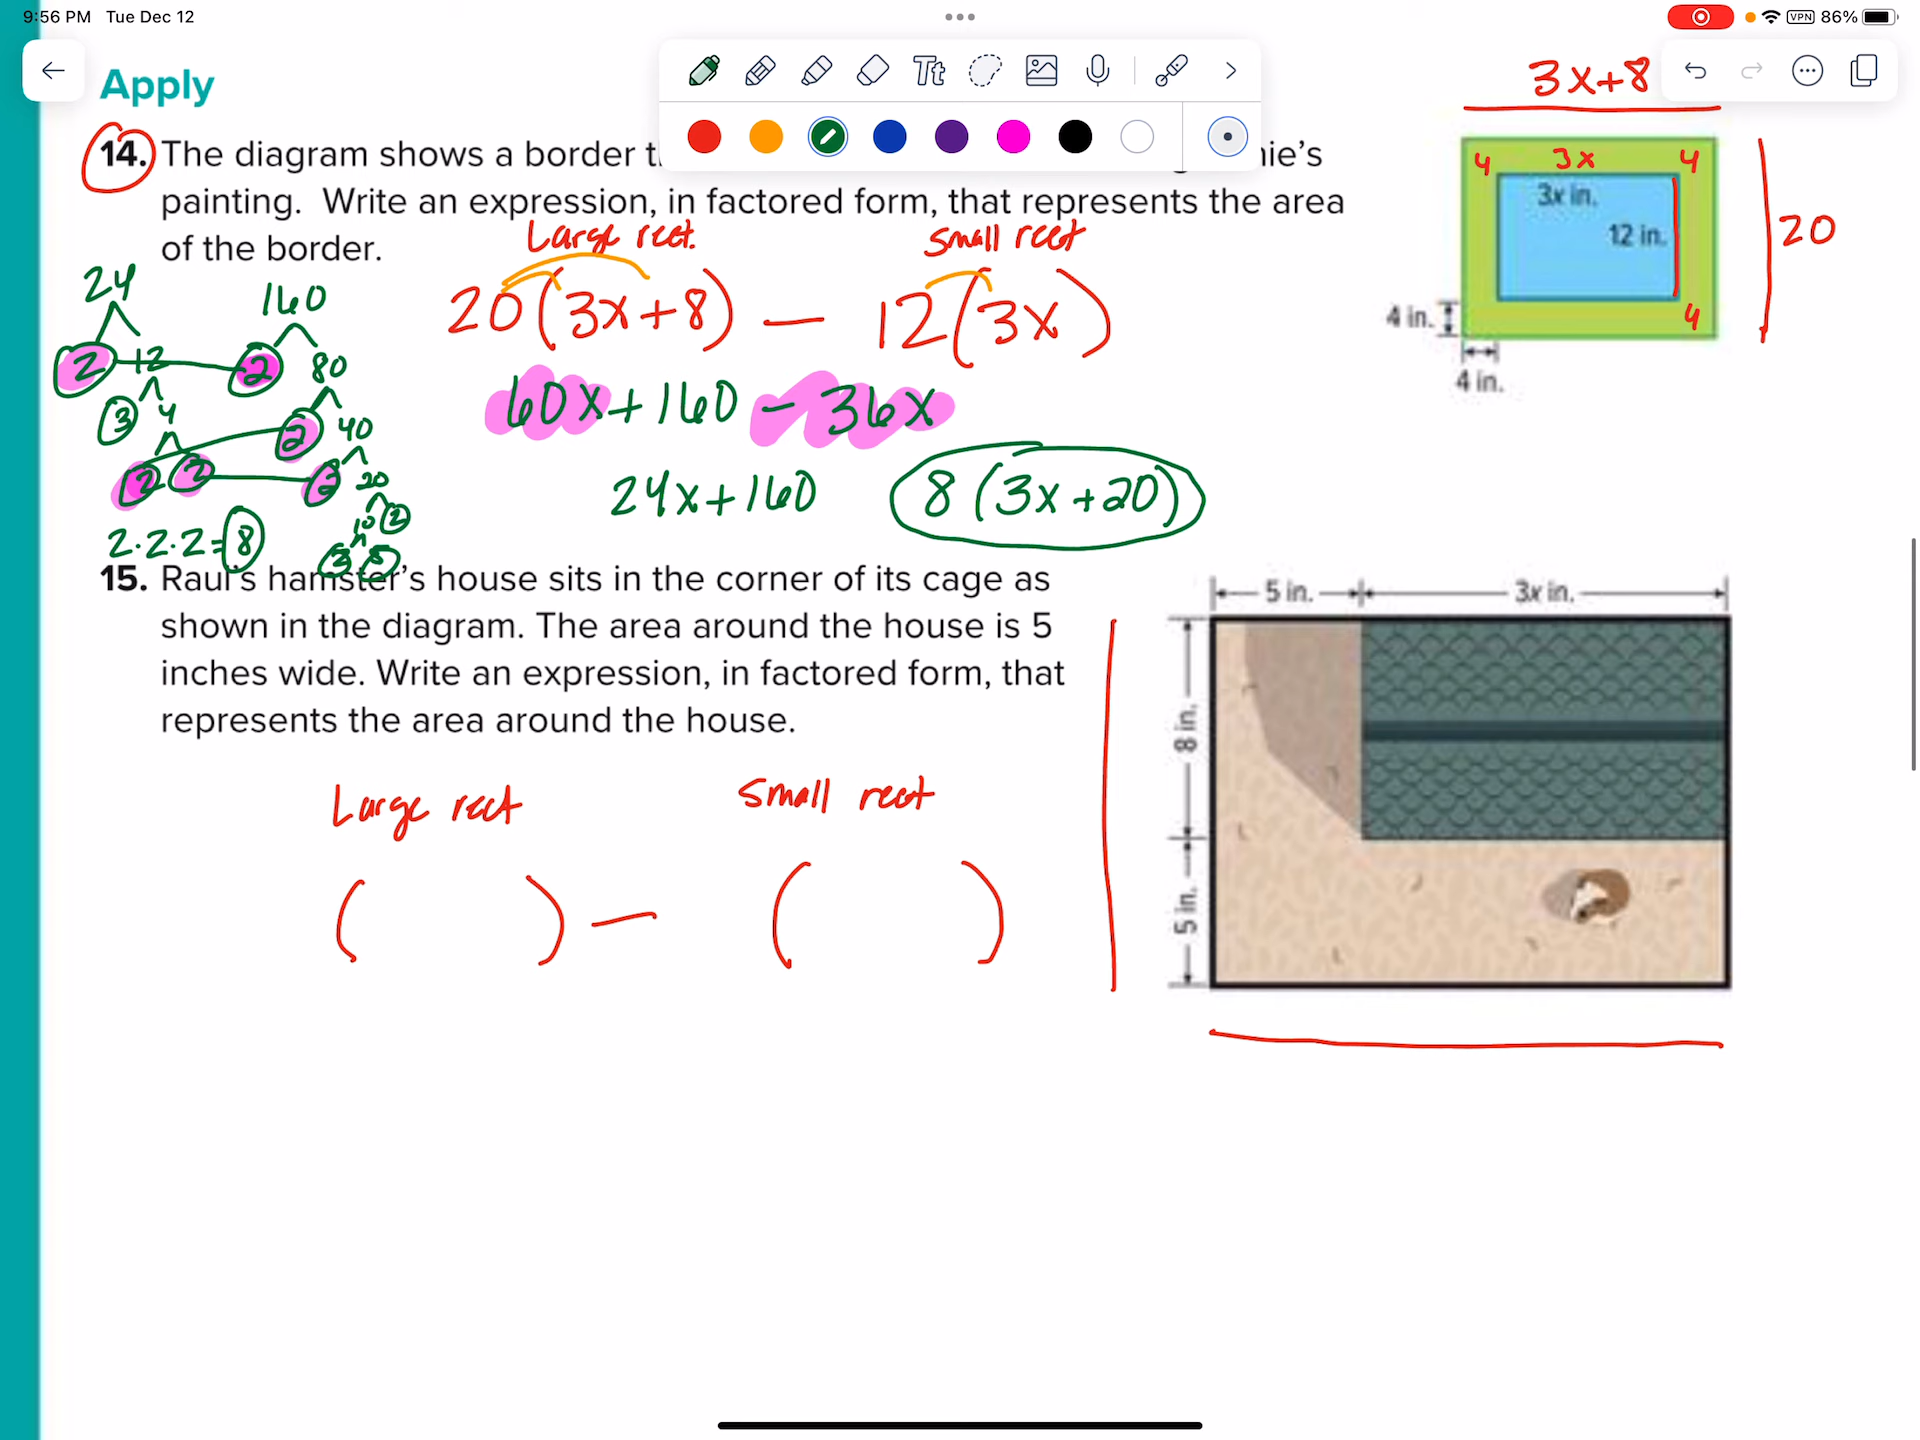 9:56 PM Tue Dec 12
VPN 86%
Apply
Tt
3x+8
14. The diagram shows a border
painting. Write an expression, in factored form, that represents the area
of the border.
4 3x 4
3x in.
12 in.
4
20
4 in.
4 in.
Large rect. small rect
20(3x+8) — 12(3x)
60x+160 - 36x
24x+160 8(3x+20)
24
2 12
3 4
2 2
160
2 80
2 40
2 20
10 2
5
2·2·2=8
15. Raul's hamster's house sits in the corner of its cage as
shown in the diagram. The area around the house is 5
inches wide. Write an expression, in factored form, that
represents the area around the house.
5 in. 3x in.
8 in.
5 in.
Large rect small rect
( ) — ( )